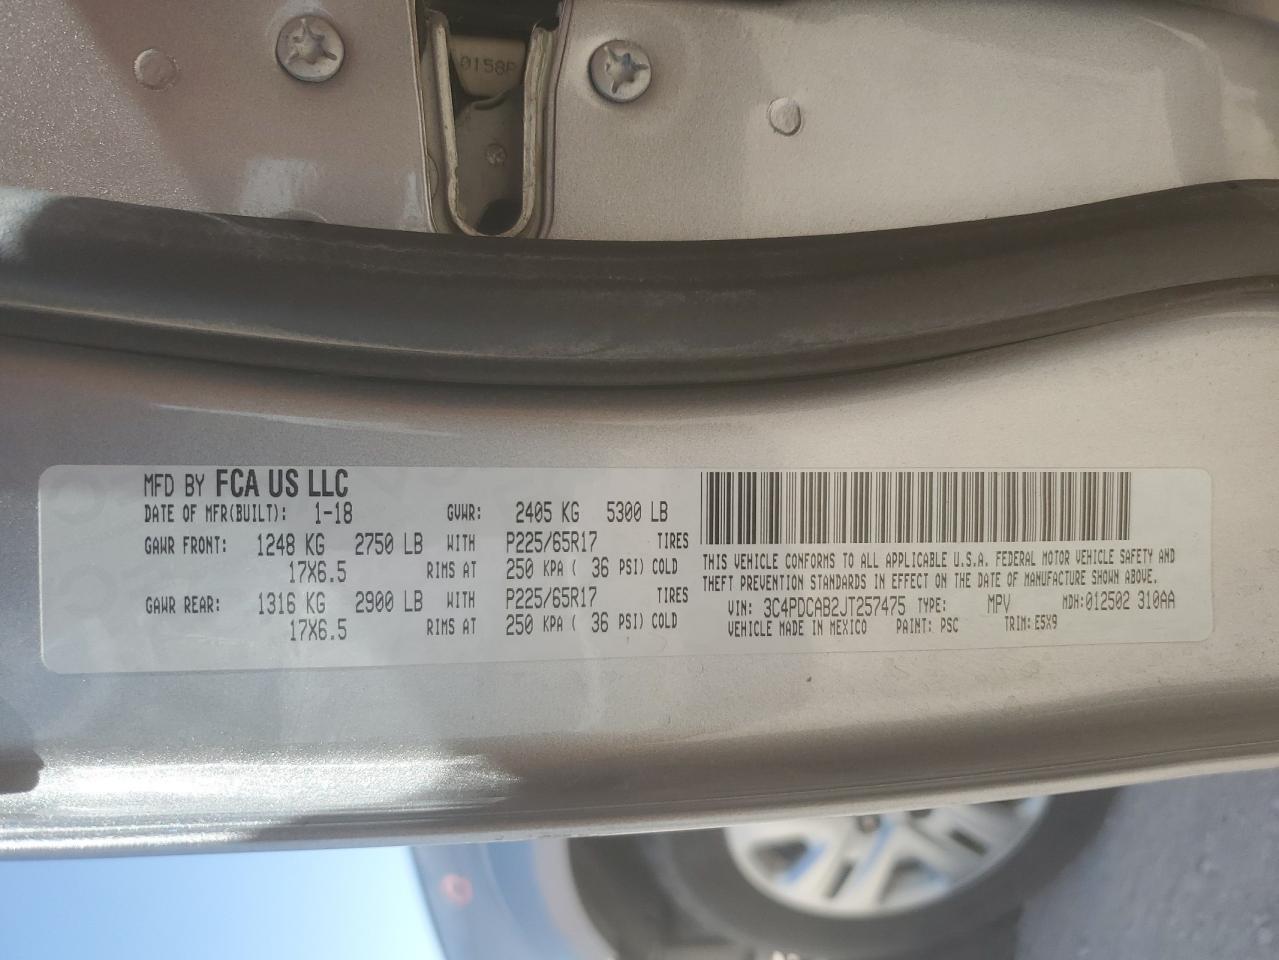 0158P
MFD BY FCA US LLC
DATE OF MFR(BUILT): 1-18 GVWR: 2405 KG 5300 LB
GAWR FRONT: 1248 KG 2750 LB WITH P225/65R17 TIRES
17X6.5 RIMS AT 250 KPA ( 36 PSI) COLD
GAWR REAR: 1316 KG 2900 LB WITH P225/65R17 TIRES
17X6.5 RIMS AT 250 KPA ( 36 PSI) COLD
THIS VEHICLE CONFORMS TO ALL APPLICABLE U.S.A. FEDERAL MOTOR VEHICLE SAFETY AND
THEFT PREVENTION STANDARDS IN EFFECT ON THE DATE OF MANUFACTURE SHOWN ABOVE.
VIN: 3C4PDCAB2JT257475 TYPE: MPV MDH:012502 310AA
VEHICLE MADE IN MEXICO PAINT: PSC TRIM: E5X9